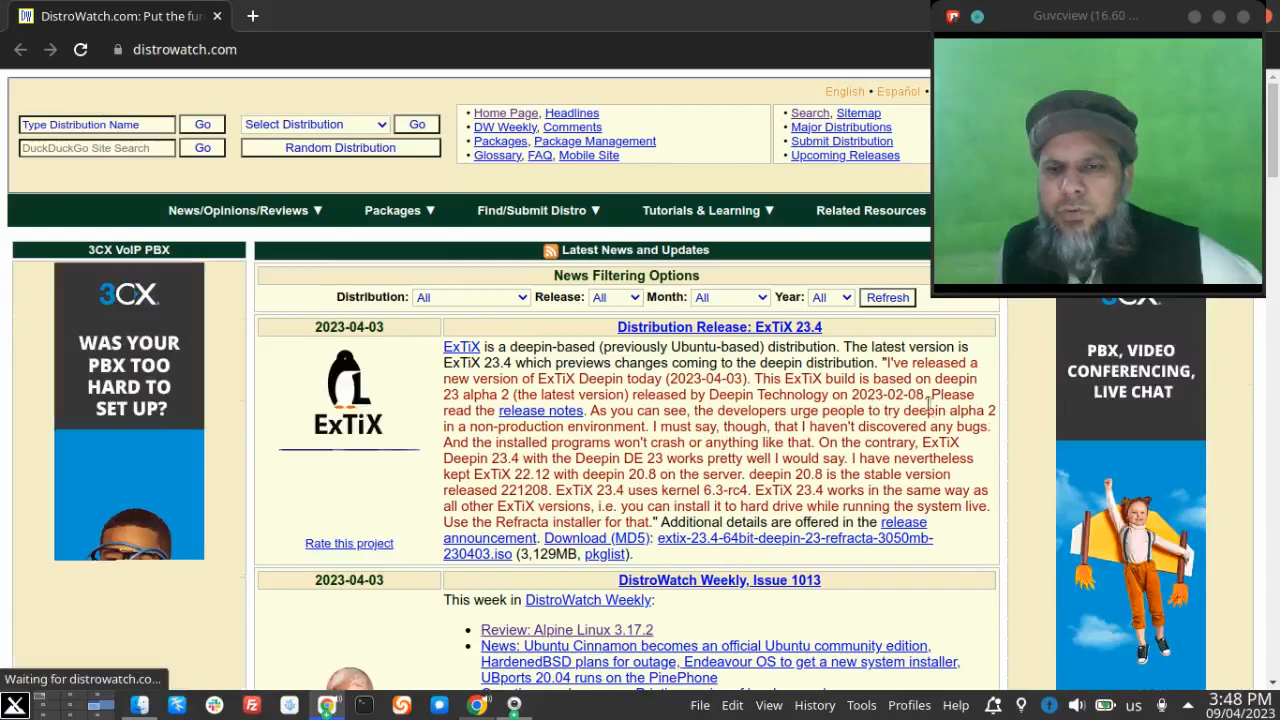 DistroWatch.com: Put the fun
Guvcview (16.60 ...
distrowatch.com
English • Español •
Type Distribution Name Go Select Distribution Go
DuckDuckGo Site Search Go Random Distribution
• Home Page, Headlines
• DW Weekly, Comments
• Packages, Package Management
• Glossary, FAQ, Mobile Site
• Search, Sitemap
• Major Distributions
• Submit Distribution
• Upcoming Releases
News/Opinions/Reviews ▼ Packages ▼ Find/Submit Distro ▼ Tutorials & Learning ▼ Related Resources
3CX VoIP PBX
3CX
WAS YOUR
PBX TOO
HARD TO
SET UP?
Latest News and Updates
News Filtering Options
Distribution: All Release: All Month: All Year: All Refresh
2023-04-03
ExTiX
Rate this project
Distribution Release: ExTiX 23.4
ExTiX is a deepin-based (previously Ubuntu-based) distribution. The latest version is
ExTiX 23.4 which previews changes coming to the deepin distribution. "I've released a
new version of ExTiX Deepin today (2023-04-03). This ExTiX build is based on deepin
23 alpha 2 (the latest version) released by Deepin Technology on 2023-02-08. Please
read the release notes. As you can see, the developers urge people to try deepin alpha 2
in a non-production environment. I must say, though, that I haven't discovered any bugs.
And the installed programs won't crash or anything like that. On the contrary, ExTiX
Deepin 23.4 with the Deepin DE 23 works pretty well I would say. I have nevertheless
kept ExTiX 22.12 with deepin 20.8 on the server. deepin 20.8 is the stable version
released 221208. ExTiX 23.4 uses kernel 6.3-rc4. ExTiX 23.4 works in the same way as
all other ExTiX versions, i.e. you can install it to hard drive while running the system live.
Use the Refracta installer for that." Additional details are offered in the release
announcement. Download (MD5): extix-23.4-64bit-deepin-23-refracta-3050mb-
230403.iso (3,129MB, pkglist).
2023-04-03
DistroWatch Weekly, Issue 1013
This week in DistroWatch Weekly:
• Review: Alpine Linux 3.17.2
• News: Ubuntu Cinnamon becomes an official Ubuntu community edition,
HardenedBSD plans for outage, Endeavour OS to get a new system installer,
UBports 20.04 runs on the PinePhone
PBX, VIDEO
CONFERENCING,
LIVE CHAT
Waiting for distrowatch.co...
File Edit View History Tools Profiles Help
3:48 PM
09/04/2023